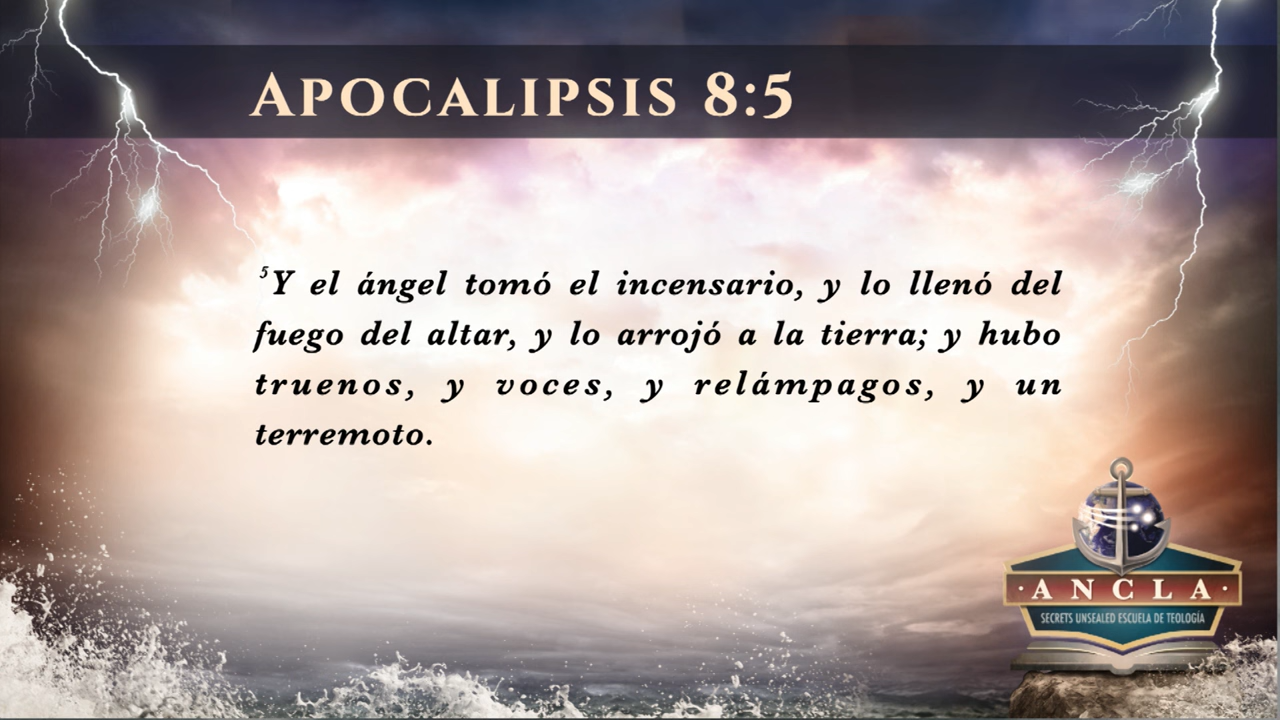 Apocalipsis 8:5
⁵Y el ángel tomó el incensario, y lo llenó del
fuego del altar, y lo arrojó a la tierra; y hubo
truenos, y voces, y relámpagos, y un
terremoto.
· A N C L A ·
SECRETS UNSEALED ESCUELA DE TEOLOGÍA